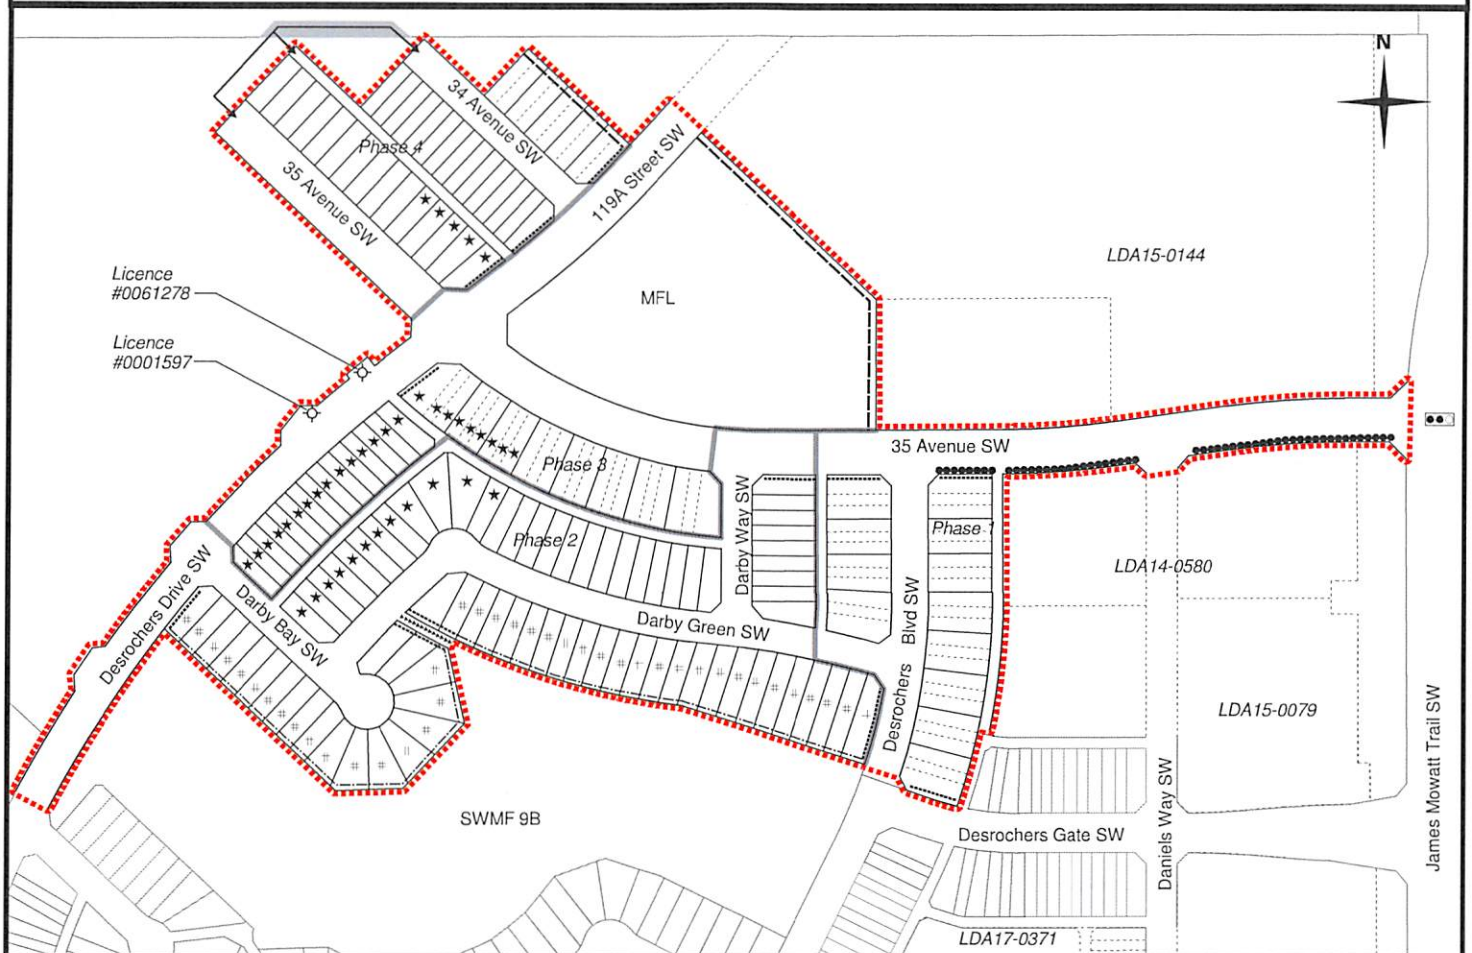 N
34 Avenue SW
Phase 4
119A Street SW
35 Avenue SW
LDA15-0144
Licence
#0061278
MFL
Licence
#0001597
35 Avenue SW
Phase 3
Darby Way SW
Phase 1
Phase 2
LDA14-0580
Desrochers Drive SW
Darby Bay SW
Darby Green SW
Desrochers Blvd SW
LDA15-0079
James Mowatt Trail SW
SWMF 9B
Daniels Way SW
Desrochers Gate SW
LDA17-0371